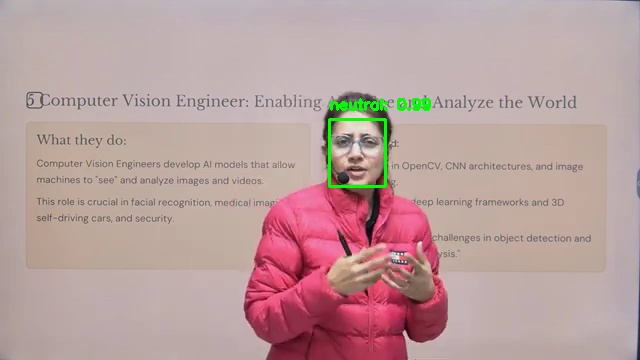 5 Computer Vision Engineer: Enabling A and Analyze the World
neutral: 0.99
What they do:
Computer Vision Engineers develop AI models that allow
machines to "see" and analyze images and videos.
This role is crucial in facial recognition, medical
self-driving cars, and security.
in OpenCV, CNN architectures, and image
deep learning frameworks and 3D
challenges in object detection and